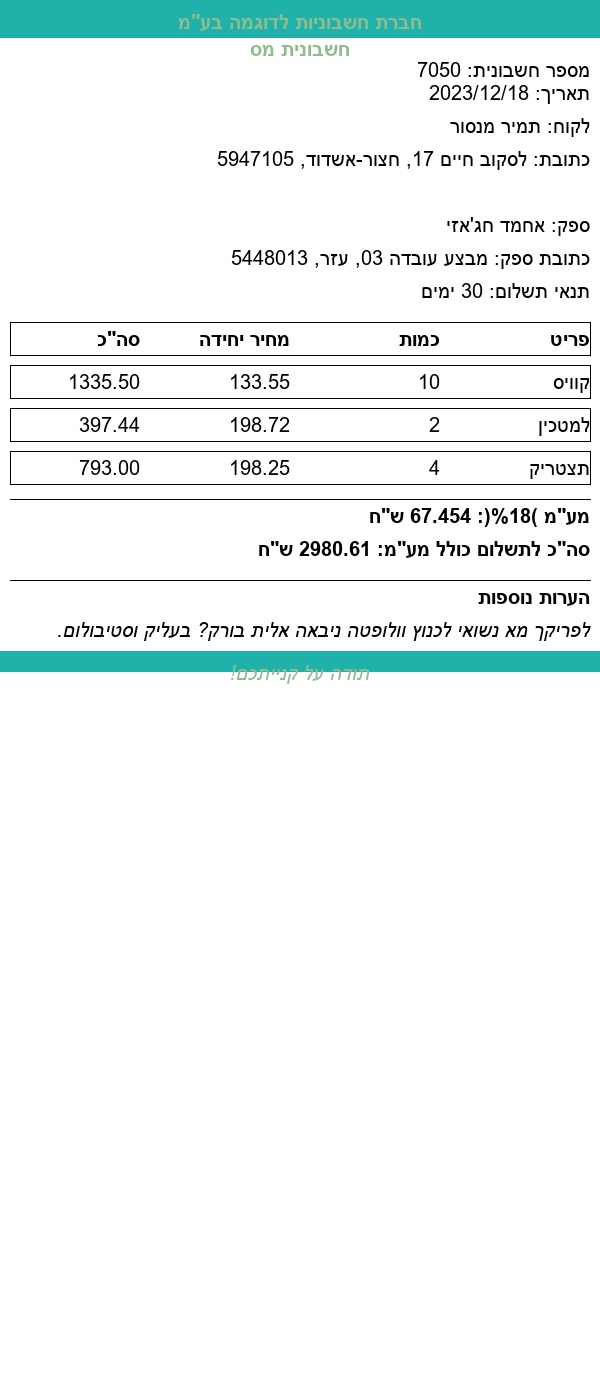 חברת חשבוניות לדוגמה בע"מ
חשבונית מס
מספר חשבונית: 7050
תאריך: 2023/12/18
לקוח: תמיר מנסור
כתובת: לסקוב חיים 17, חצור-אשדוד, 5947105
ספק: אחמד חג'אזי
כתובת ספק: מבצע עובדה 03, עזר, 5448013
תנאי תשלום: 30 ימים
פריט כמות מחיר יחידה סה"כ
קוויס 10 133.55 1335.50
למטכין 2 198.72 397.44
תצטריק 4 198.25 793.00
מע"מ )18%(: 67.454 ש"ח
סה"כ לתשלום כולל מע"מ: 2980.61 ש"ח
הערות נוספות
לפריקך מא נשואי לכנוץ וולופטה ניבאה אלית בורק? בעליק וסטיבולום.
תודה על קנייתכם!